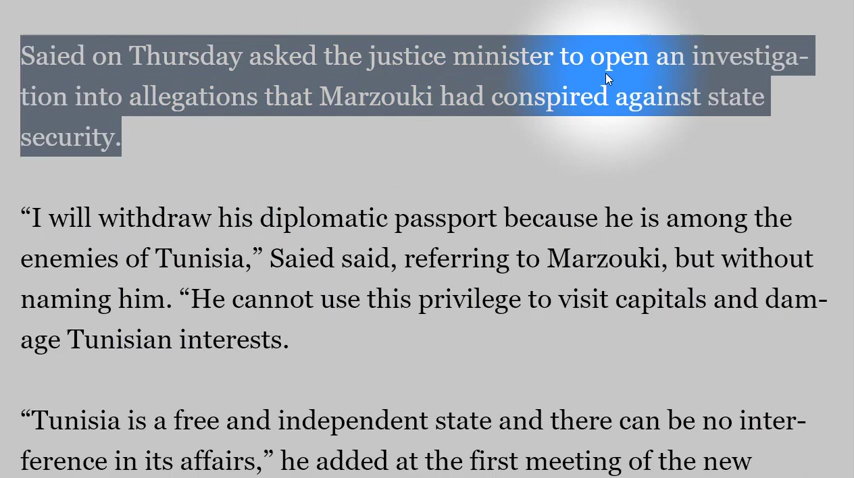 Saied on Thursday asked the justice minister to open an investiga-
tion into allegations that Marzouki had conspired against state
security.
“I will withdraw his diplomatic passport because he is among the
enemies of Tunisia,” Saied said, referring to Marzouki, but without
naming him. “He cannot use this privilege to visit capitals and dam-
age Tunisian interests.
“Tunisia is a free and independent state and there can be no inter-
ference in its affairs,” he added at the first meeting of the new